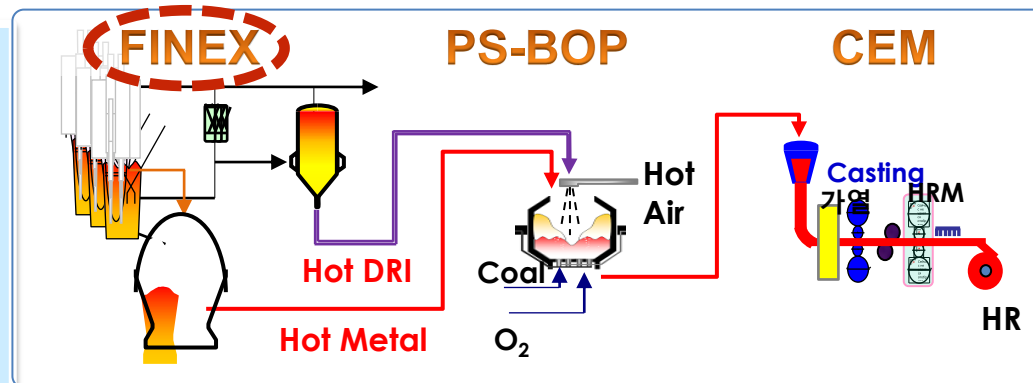 FINEX
PS-BOP
CEM
Hot
Air
Casting
가열
HRM
Hot DRI
Coal
Hot Metal
O₂
HR